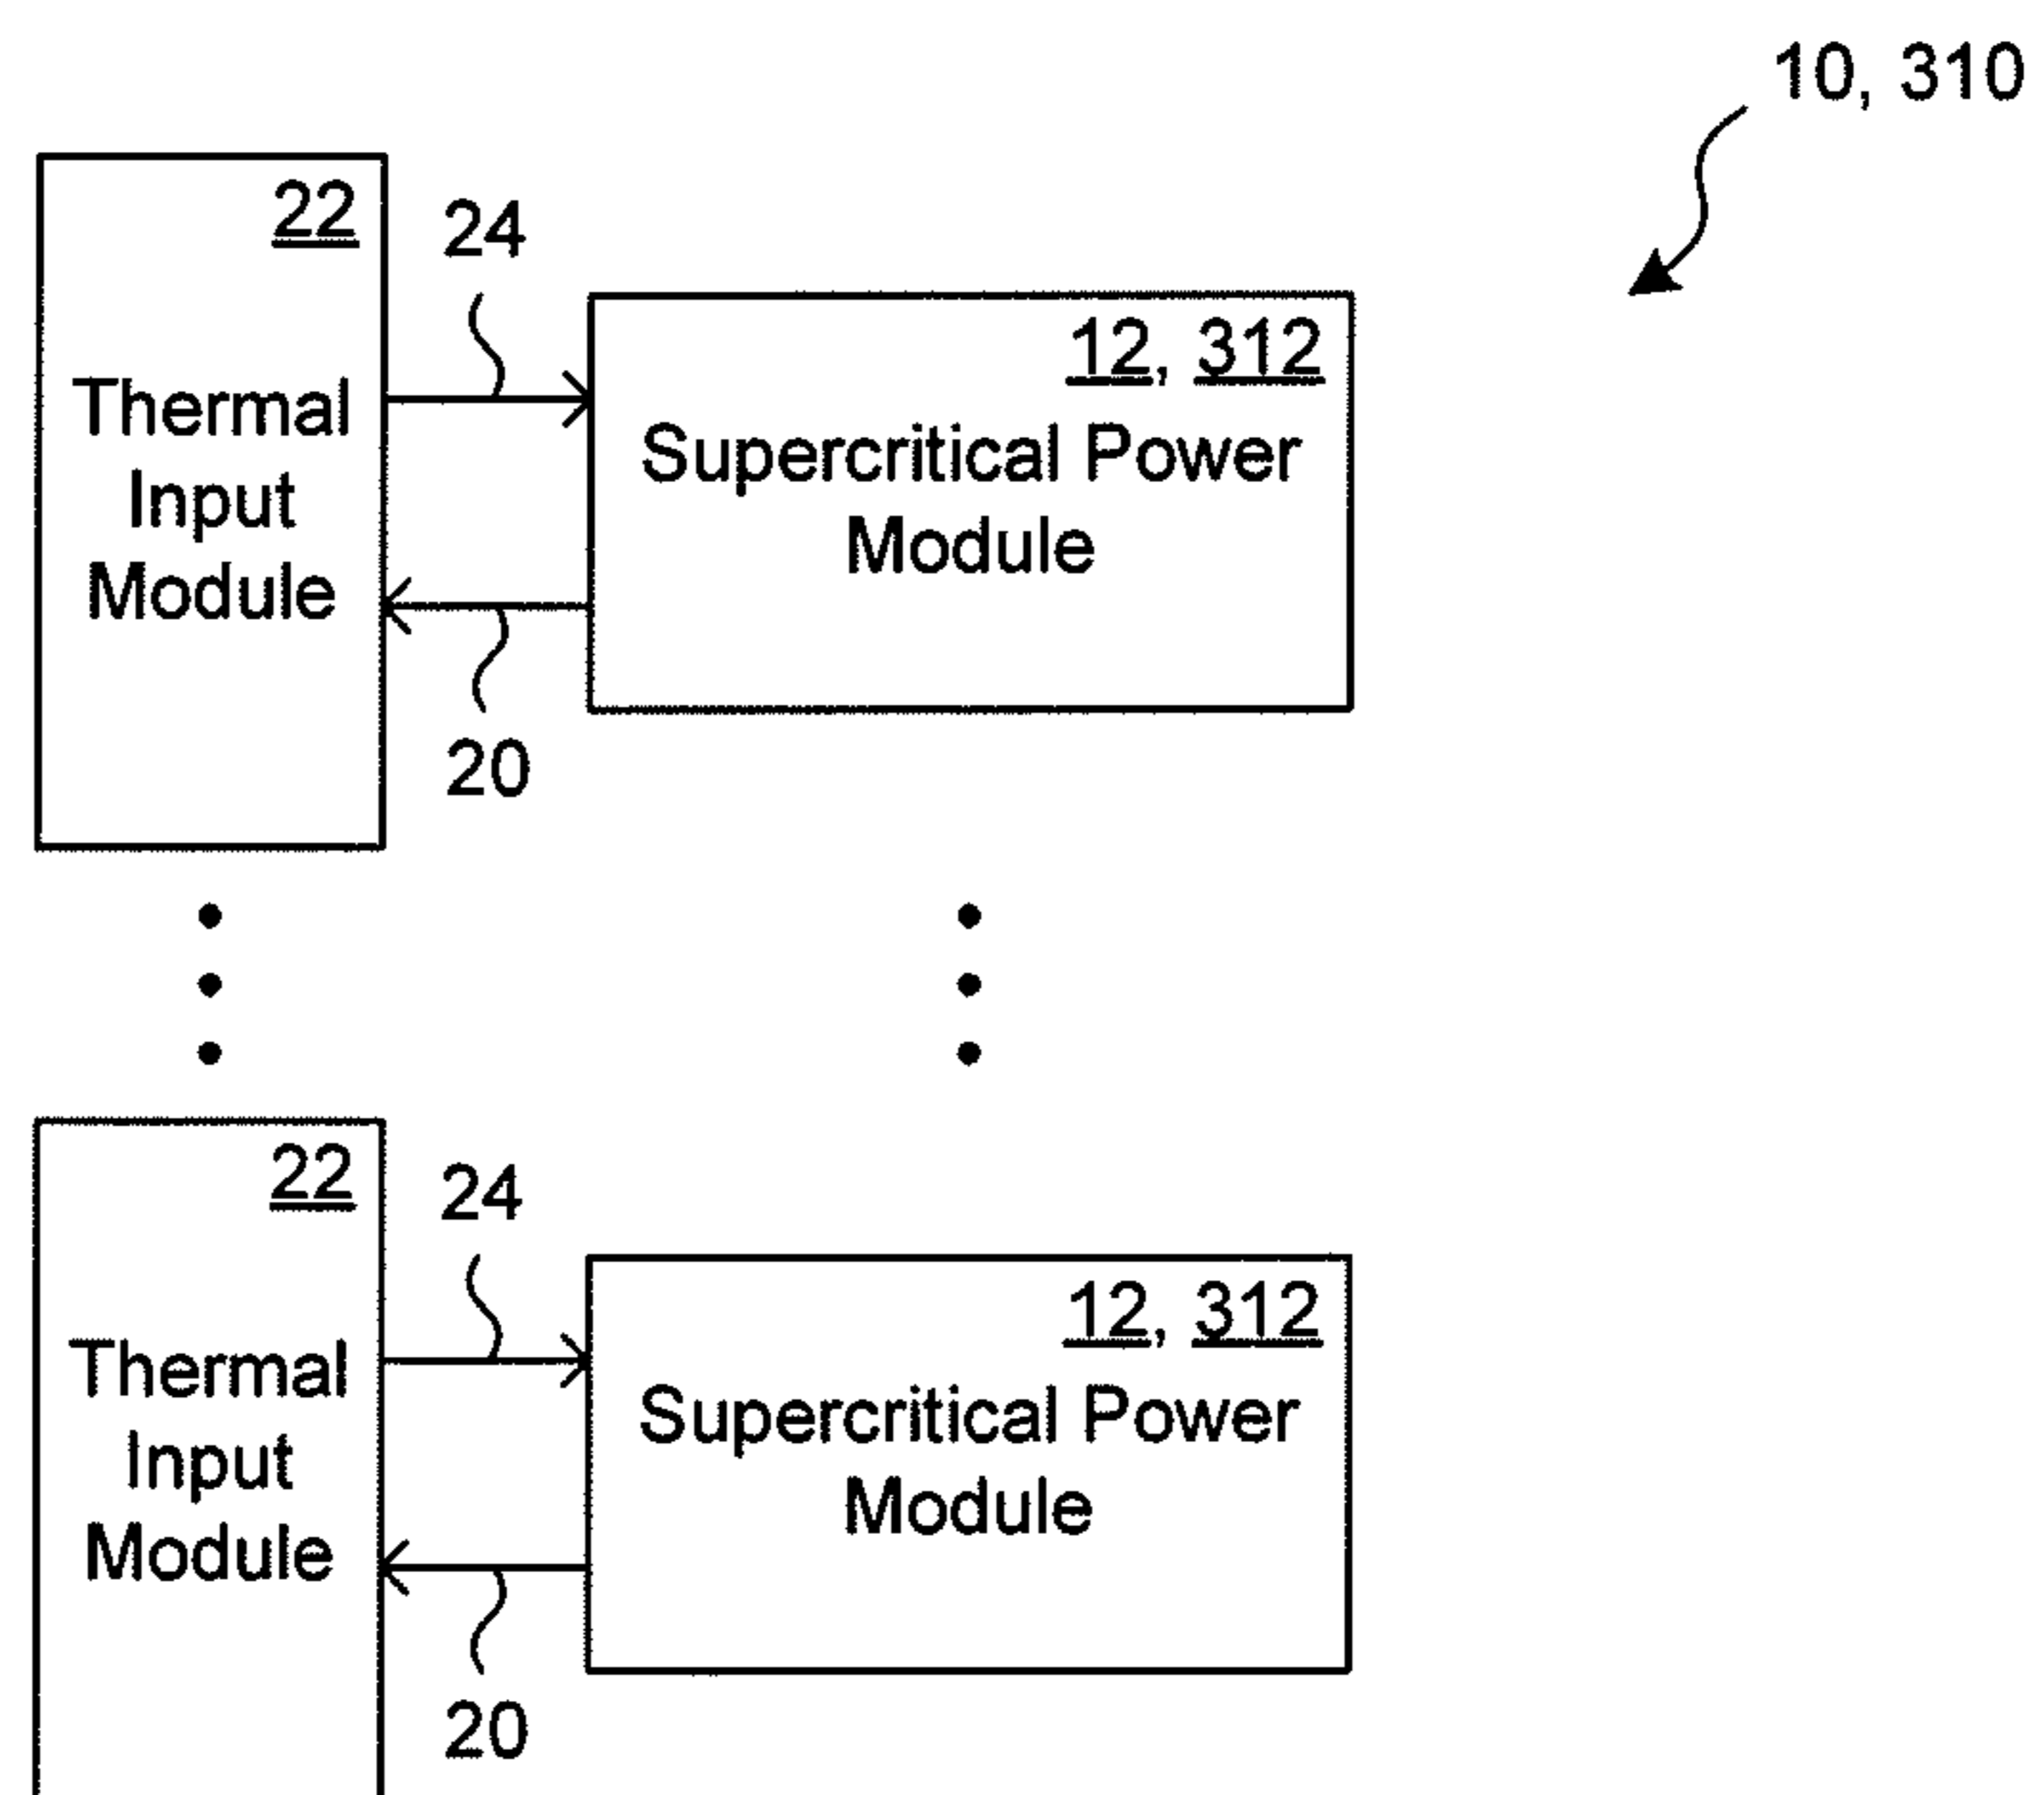 10, 310
22
24
12, 312
Thermal
Input
Module
Supercritical Power
Module
20
22
24
12, 312
Thermal
Input
Module
Supercritical Power
Module
20